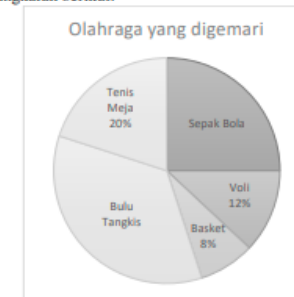 Olahraga yang digemari
Tenis
Meja
20%
Sepak Bola
Voli
12%
Bulu
Tangkis
Basket
8%